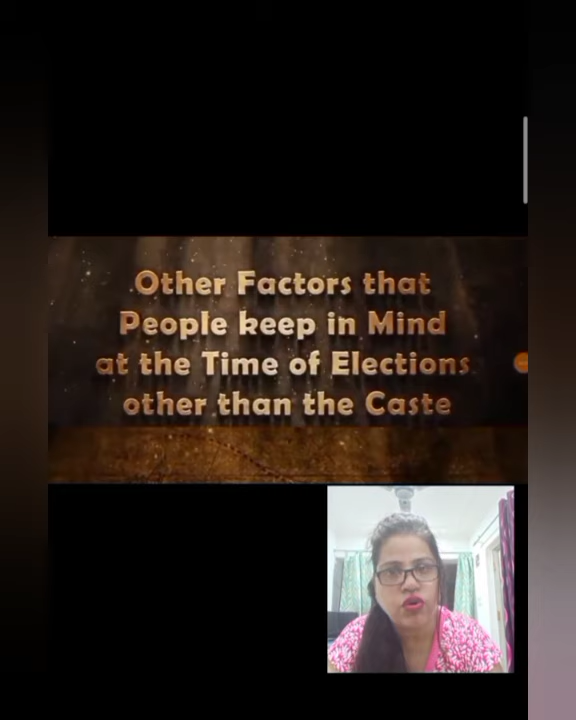 Other Factors that
People keep in Mind
at the Time of Elections
other than the Caste